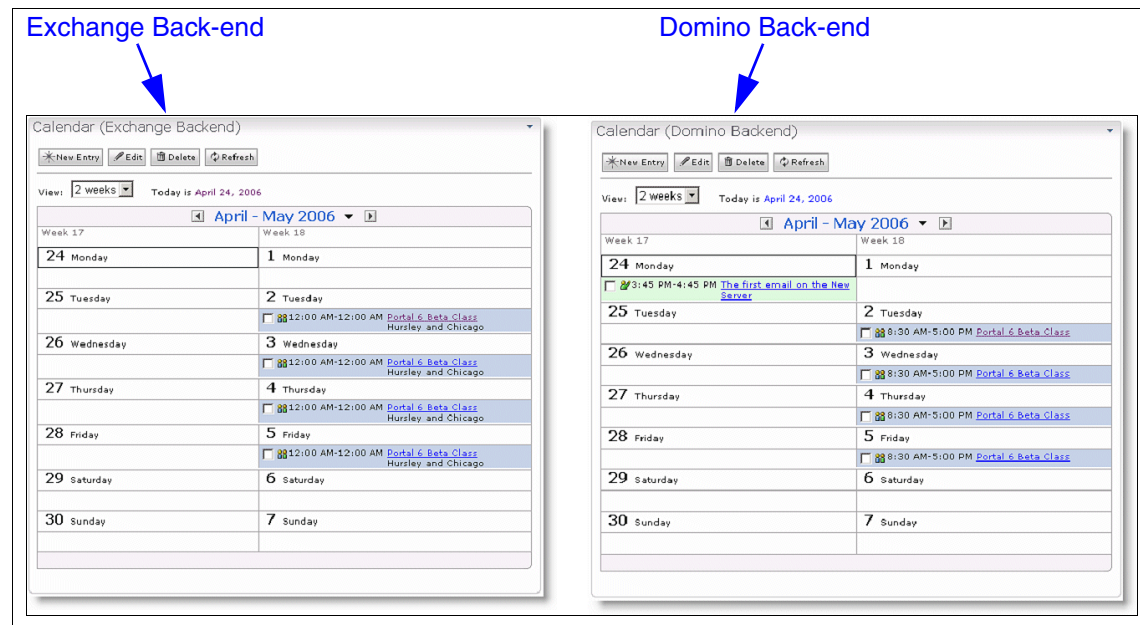 Exchange Back-end
Domino Back-end
Calendar (Exchange Backend)
New Entry Edit Delete Refresh
View: 2 weeks Today is April 24, 2006
April - May 2006
Week 17 Week 18
24 Monday 1 Monday
25 Tuesday 2 Tuesday
12:00 AM-12:00 AM Portal 6 Beta Class
Hursley and Chicago
26 Wednesday 3 Wednesday
12:00 AM-12:00 AM Portal 6 Beta Class
Hursley and Chicago
27 Thursday 4 Thursday
12:00 AM-12:00 AM Portal 6 Beta Class
Hursley and Chicago
28 Friday 5 Friday
12:00 AM-12:00 AM Portal 6 Beta Class
Hursley and Chicago
29 Saturday 6 Saturday
30 Sunday 7 Sunday
Calendar (Domino Backend)
New Entry Edit Delete Refresh
View: 2 weeks Today is April 24, 2006
April - May 2006
Week 17 Week 18
24 Monday 1 Monday
3:45 PM-4:45 PM The first email on the New
Server
25 Tuesday 2 Tuesday
8:30 AM-5:00 PM Portal 6 Beta Class
26 Wednesday 3 Wednesday
8:30 AM-5:00 PM Portal 6 Beta Class
27 Thursday 4 Thursday
8:30 AM-5:00 PM Portal 6 Beta Class
28 Friday 5 Friday
8:30 AM-5:00 PM Portal 6 Beta Class
29 Saturday 6 Saturday
30 Sunday 7 Sunday